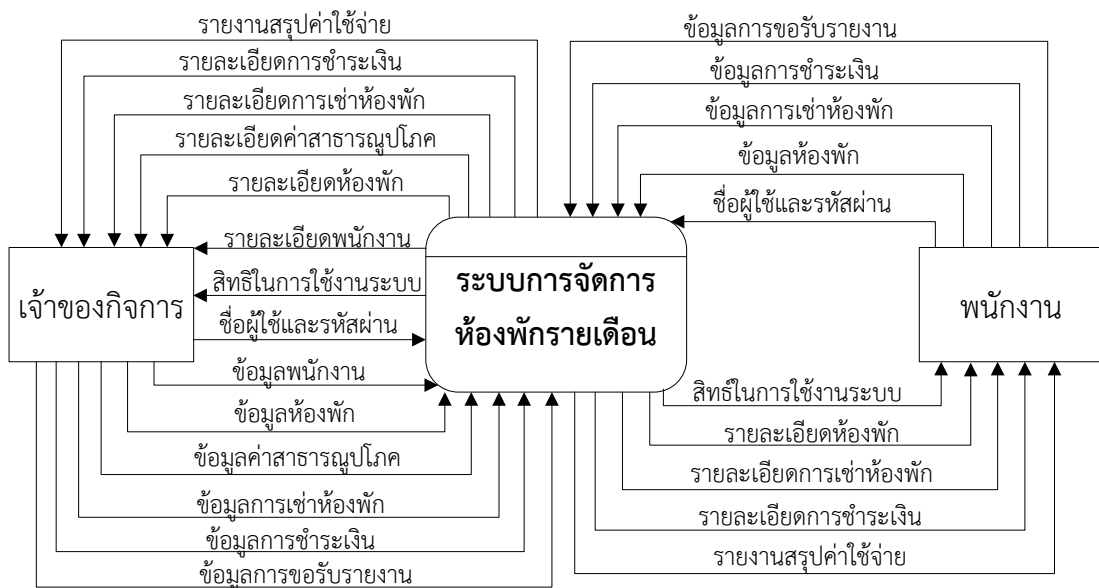 รายงานสรุปค่าใช้จ่าย
รายละเอียดการชำระเงิน
รายละเอียดการเช่าห้องพัก
รายละเอียดค่าสาธารณูปโภค
รายละเอียดห้องพัก
รายละเอียดพนักงาน
สิทธิในการใช้งานระบบ
ชื่อผู้ใช้และรหัสผ่าน
ข้อมูลพนักงาน
ข้อมูลห้องพัก
ข้อมูลค่าสาธารณูปโภค
ข้อมูลการเช่าห้องพัก
ข้อมูลการชำระเงิน
ข้อมูลการขอรับรายงาน
เจ้าของกิจการ
ระบบการจัดการ
ห้องพักรายเดือน
ข้อมูลการขอรับรายงาน
ข้อมูลการชำระเงิน
ข้อมูลการเช่าห้องพัก
ข้อมูลห้องพัก
ชื่อผู้ใช้และรหัสผ่าน
พนักงาน
สิทธ์ในการใช้งานระบบ
รายละเอียดห้องพัก
รายละเอียดการเช่าห้องพัก
รายละเอียดการชำระเงิน
รายงานสรุปค่าใช้จ่าย